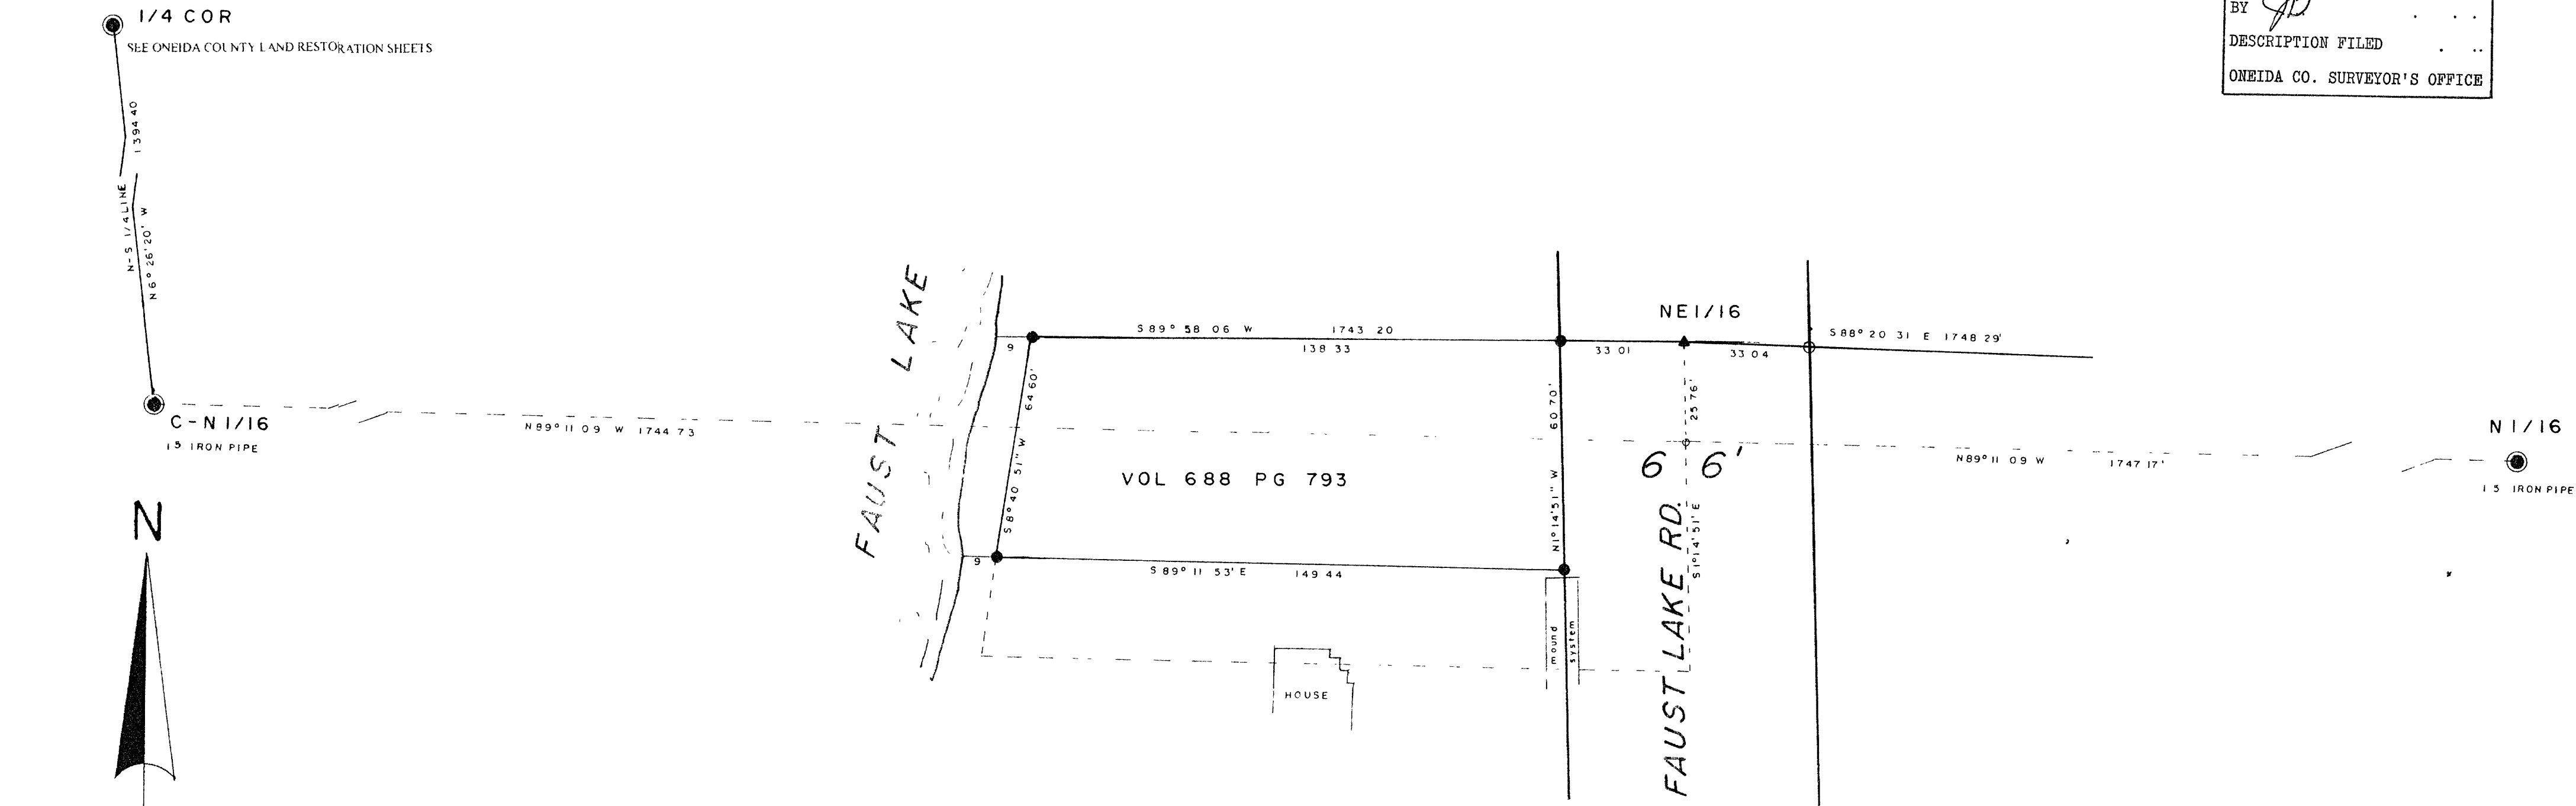 1/4 COR
SEE ONEIDA COUNTY LAND RESTORATION SHEETS
BY
DESCRIPTION FILED
ONEIDA CO. SURVEYOR'S OFFICE
N-S 1/4 LINE 1394 40
N 6° 26' 20" W
C-N 1/16
1 5 IRON PIPE
N89° 11 09 W 1744 73
N
FAUST LAKE
S 89° 58 06 W 1743 20
138 33
9
64 60'
S 8° 40 51" W
VOL 688 PG 793
9
S 89° 11 53' E 149 44
60 70'
N1° 14' 51" W
NE 1/16
33 01
33 04
S 88° 20 31 E 1748 29'
25 76'
6 6'
S 1° 14' 51' E
FAUST LAKE RD.
mound
system
HOUSE
N89° 11 09 W 1747 17'
N 1/16
1 5 IRON PIPE